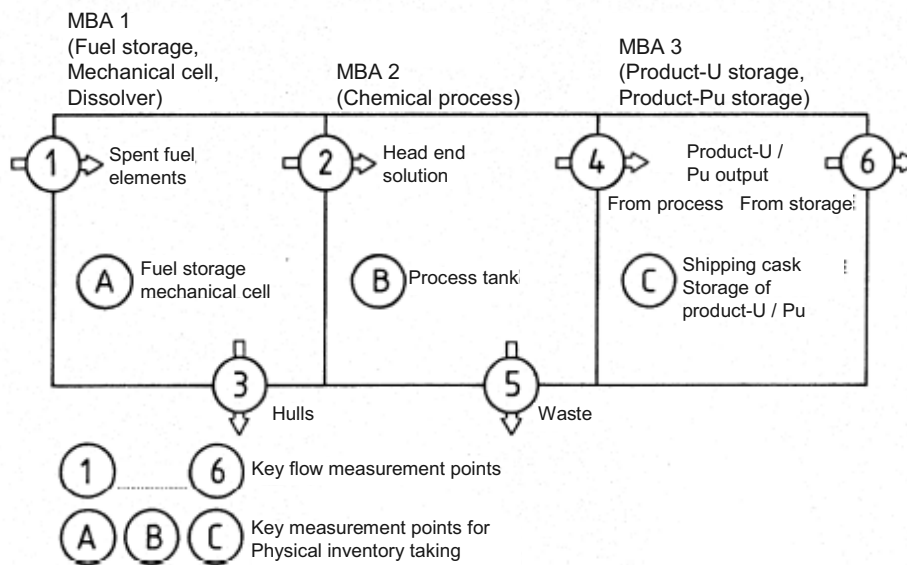 MBA 1
(Fuel storage,
Mechanical cell,
Dissolver)
MBA 2
(Chemical process)
MBA 3
(Product-U storage,
Product-Pu storage)
1
Spent fuel
elements
2
Head end
solution
4
Product-U /
Pu output
From process From storage
6
A
Fuel storage
mechanical cell
B
Process tank
C
Shipping cask
Storage of
product-U / Pu
3
Hulls
5
Waste
1 6 Key flow measurement points
A B C Key measurement points for
Physical inventory taking